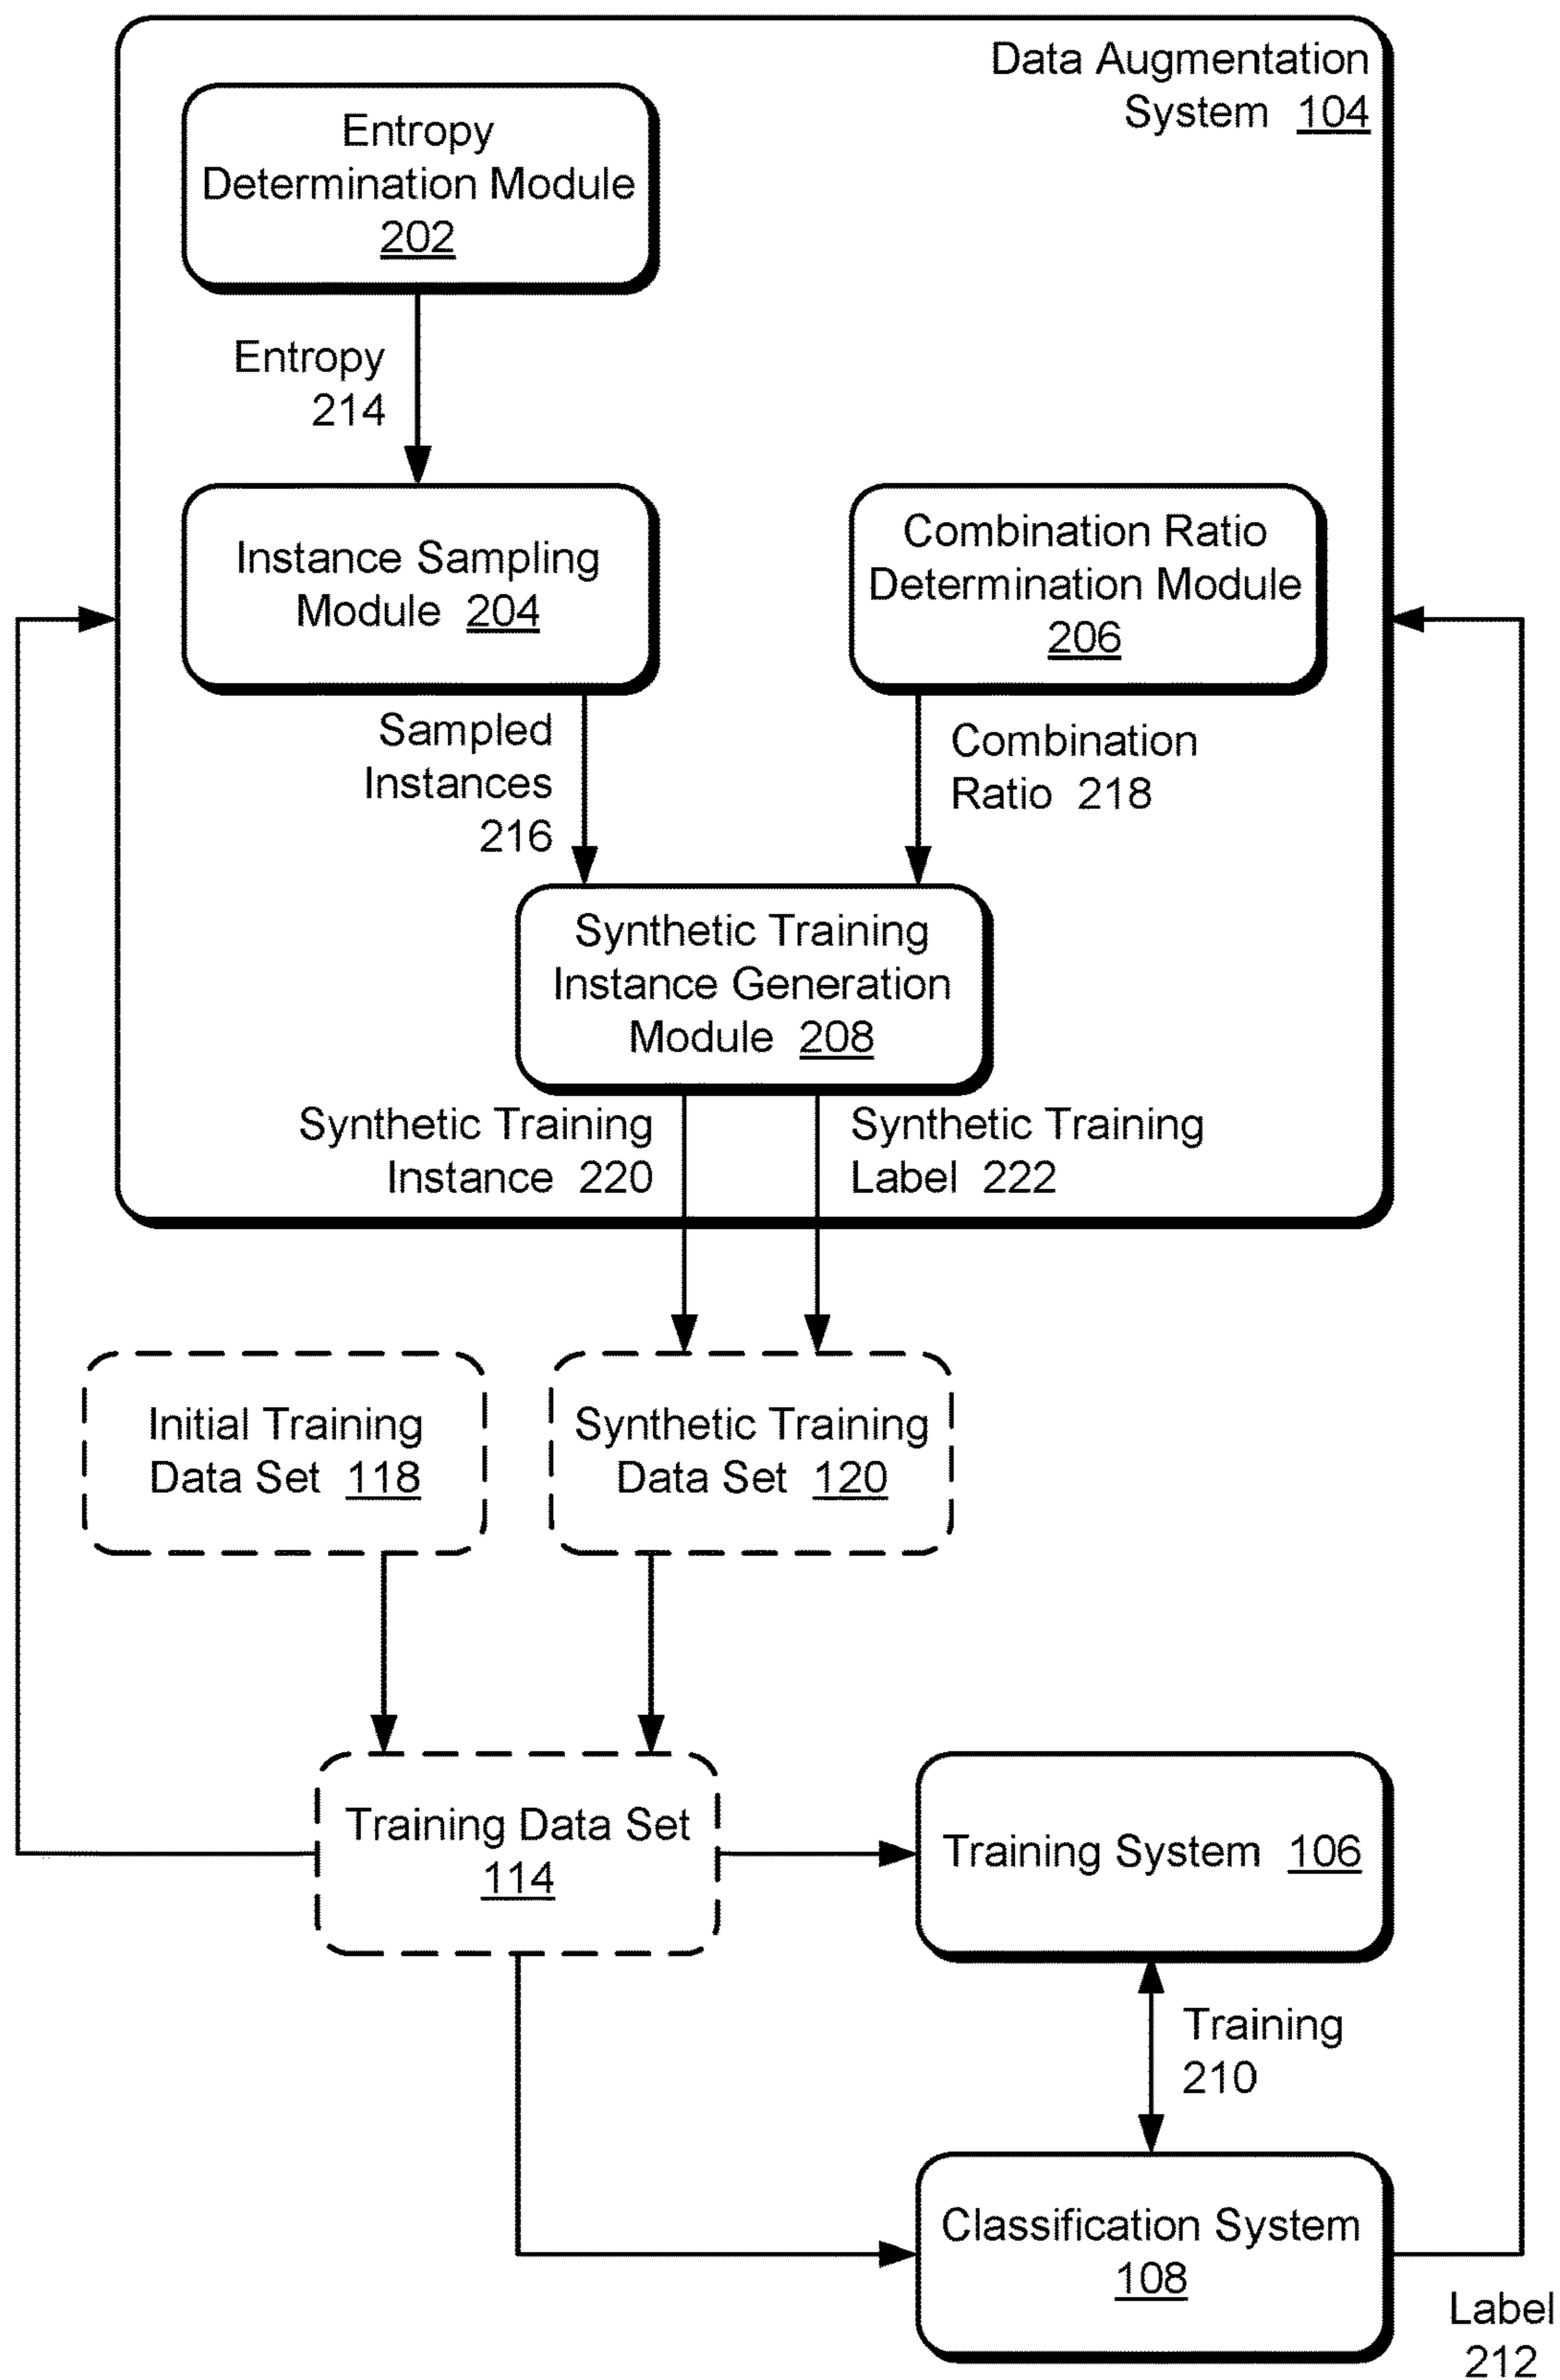 Data Augmentation
System 104
Entropy
Determination Module
202
Entropy
214
Instance Sampling
Module 204
Combination Ratio
Determination Module
206
Sampled
Instances
216
Combination
Ratio 218
Synthetic Training
Instance Generation
Module 208
Synthetic Training
Instance 220
Synthetic Training
Label 222
Initial Training
Data Set 118
Synthetic Training
Data Set 120
Training Data Set
114
Training System 106
Training
210
Classification System
108
Label
212